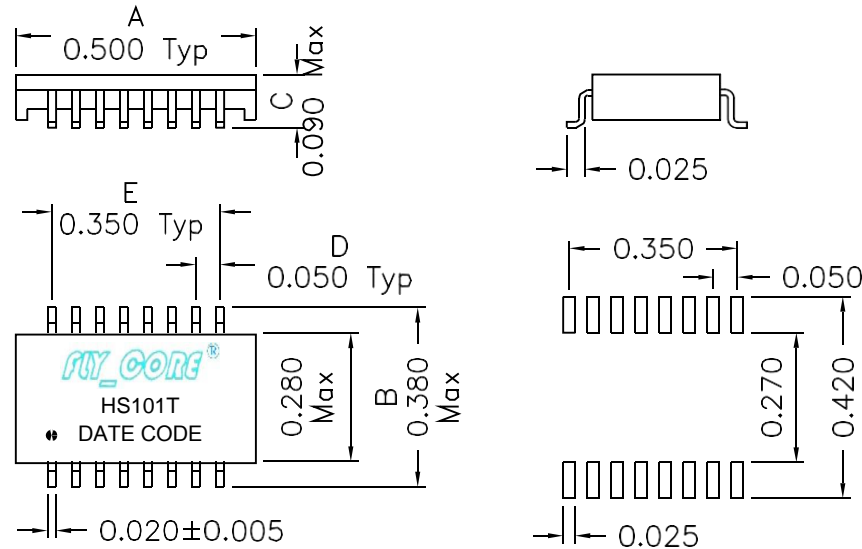 A
0.500 Typ
C
0.090 Max
0.025
E
0.350 Typ
D
0.050 Typ
0.350
0.050
FLY_CORE®
HS101T
DATE CODE
0.280
Max
B
0.380
Max
0.270
0.420
0.020±0.005
0.025